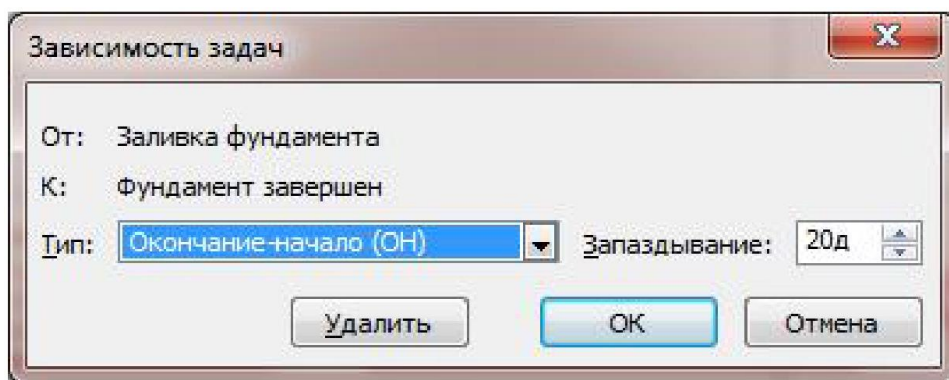 Зависимость задач
От: Заливка фундамента
К: Фундамент завершен
Тип: Окончание-начало (ОН) Запаздывание: 20д
Удалить ОК Отмена